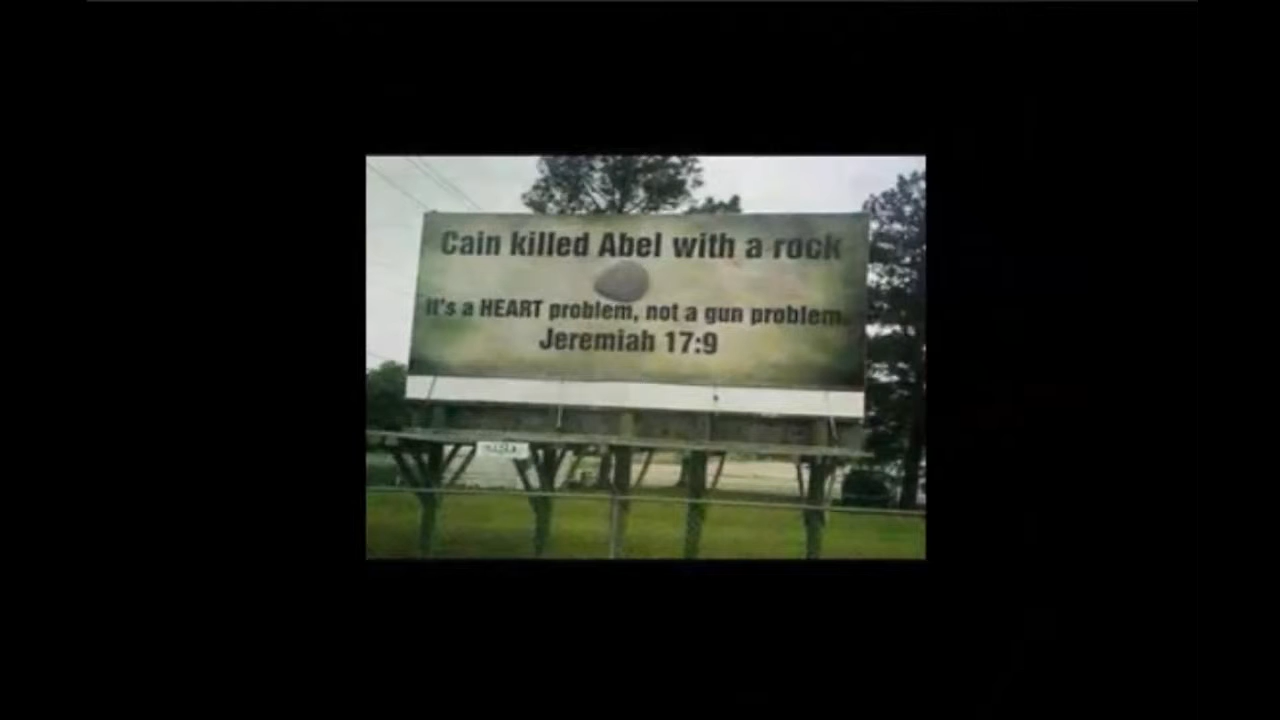 Cain killed Abel with a rock
It's a HEART problem, not a gun problem.
Jeremiah 17:9